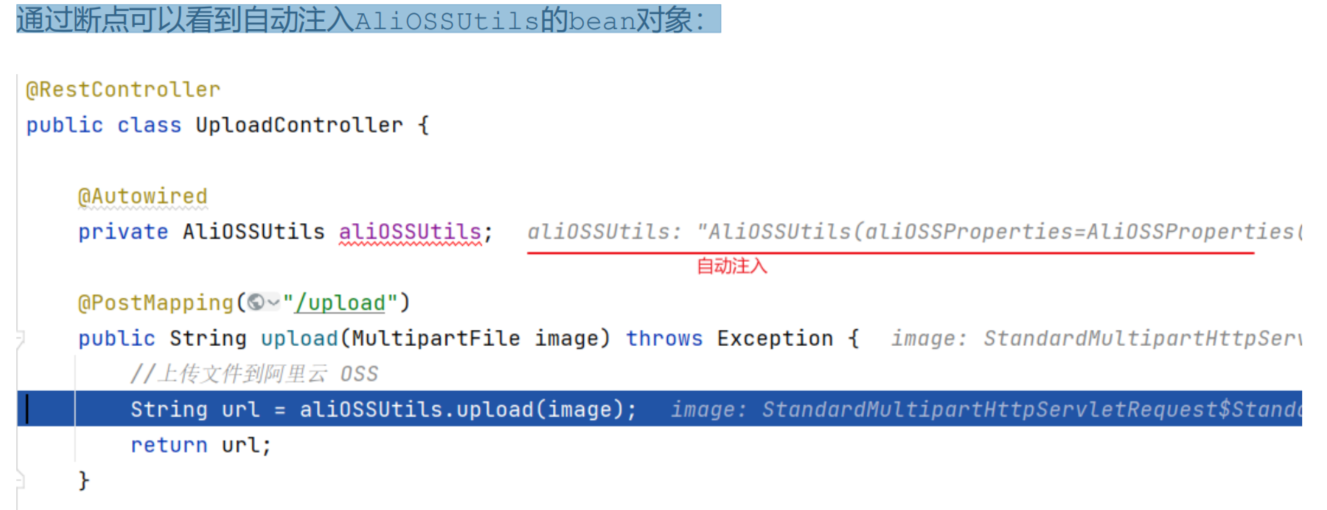 通过断点可以看到自动注入AliOSSUtils的bean对象：
@RestController
public class UploadController {
@Autowired
private AliOSSUtils aliOSSUtils; aliOSSUtils: "AliOSSUtils(aliOSSProperties=AliOSSProperties(
自动注入
@PostMapping("/upload")
public String upload(MultipartFile image) throws Exception { image: StandardMultipartHttpServ
//上传文件到阿里云 OSS
String url = aliOSSUtils.upload(image); image: StandardMultipartHttpServletRequest$Standa
return url;
}